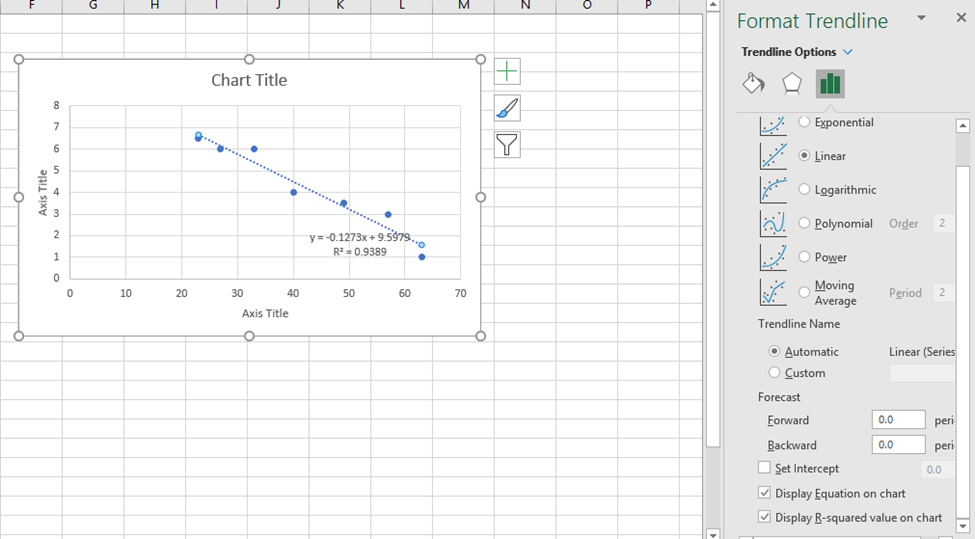 F G H I J K L M N O P
Format Trendline
Trendline Options
Chart Title
8
7
6
5
4
3
2
1
0
Axis Title
y = -0.1273x + 9.5979
R² = 0.9389
0 10 20 30 40 50 60 70
Axis Title
Exponential
Linear
Logarithmic
Polynomial Order 2
Power
Moving
Average
Period 2
Trendline Name
Automatic Linear (Series
Custom
Forecast
Forward 0.0 peri
Backward 0.0 peri
Set Intercept 0.0
Display Equation on chart
Display R-squared value on chart